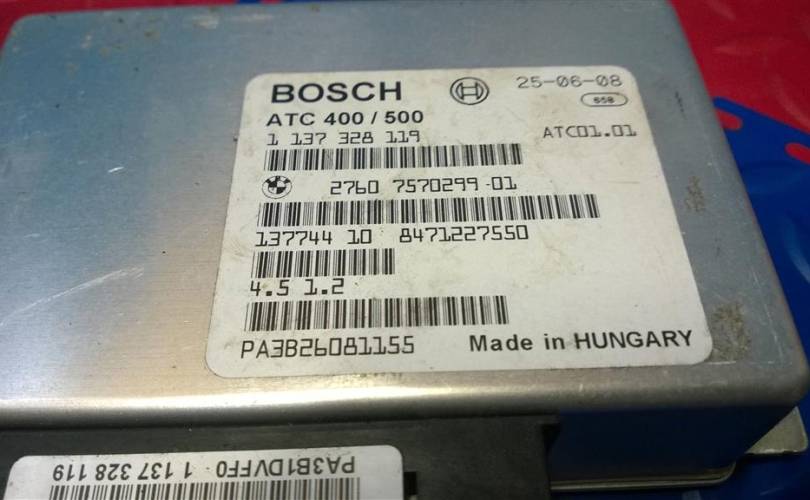 BOSCH 25-06-08
658
ATC 400 / 500
1 137 328 119 ATC01.01
2760 7570299-01
137744 10 8471227550
4.5 1.2
PA3B26081155 Made in HUNGARY
PA3B1DVFF0 1 137 328 119